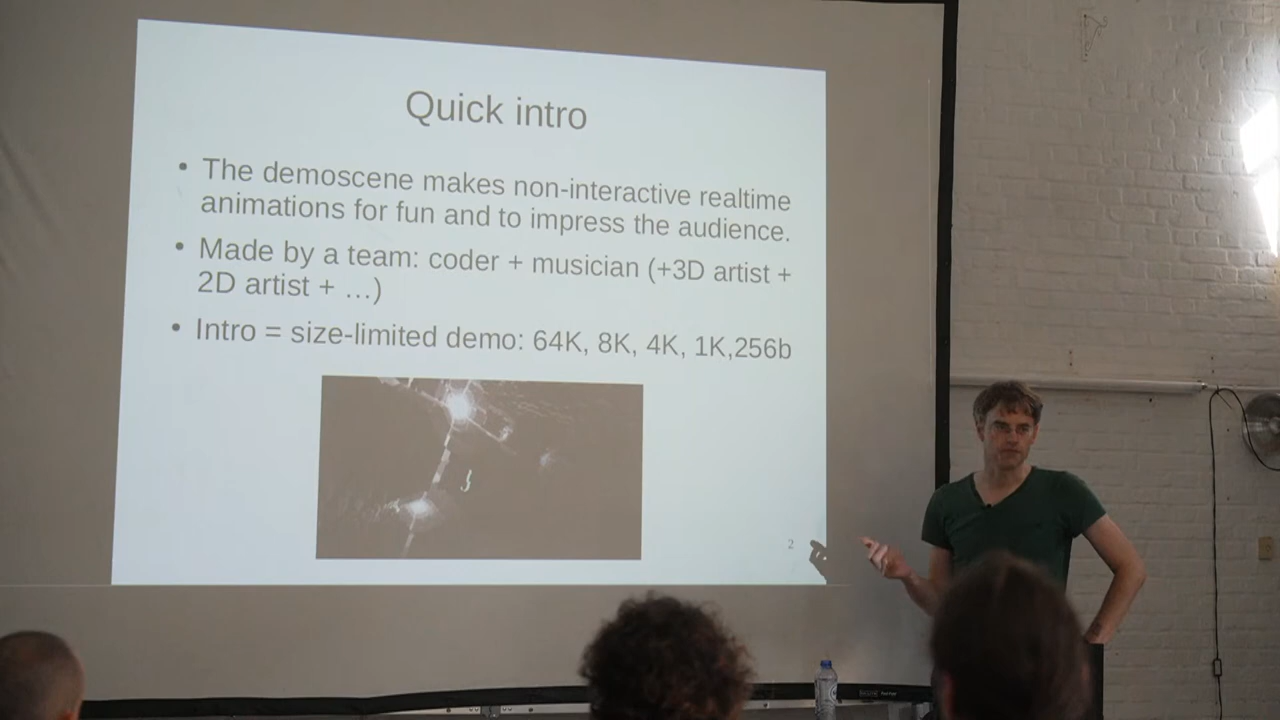 Quick intro
• The demoscene makes non-interactive realtime
animations for fun and to impress the audience.
• Made by a team: coder + musician (+3D artist +
2D artist + …)
• Intro = size-limited demo: 64K, 8K, 4K, 1K,256b
2